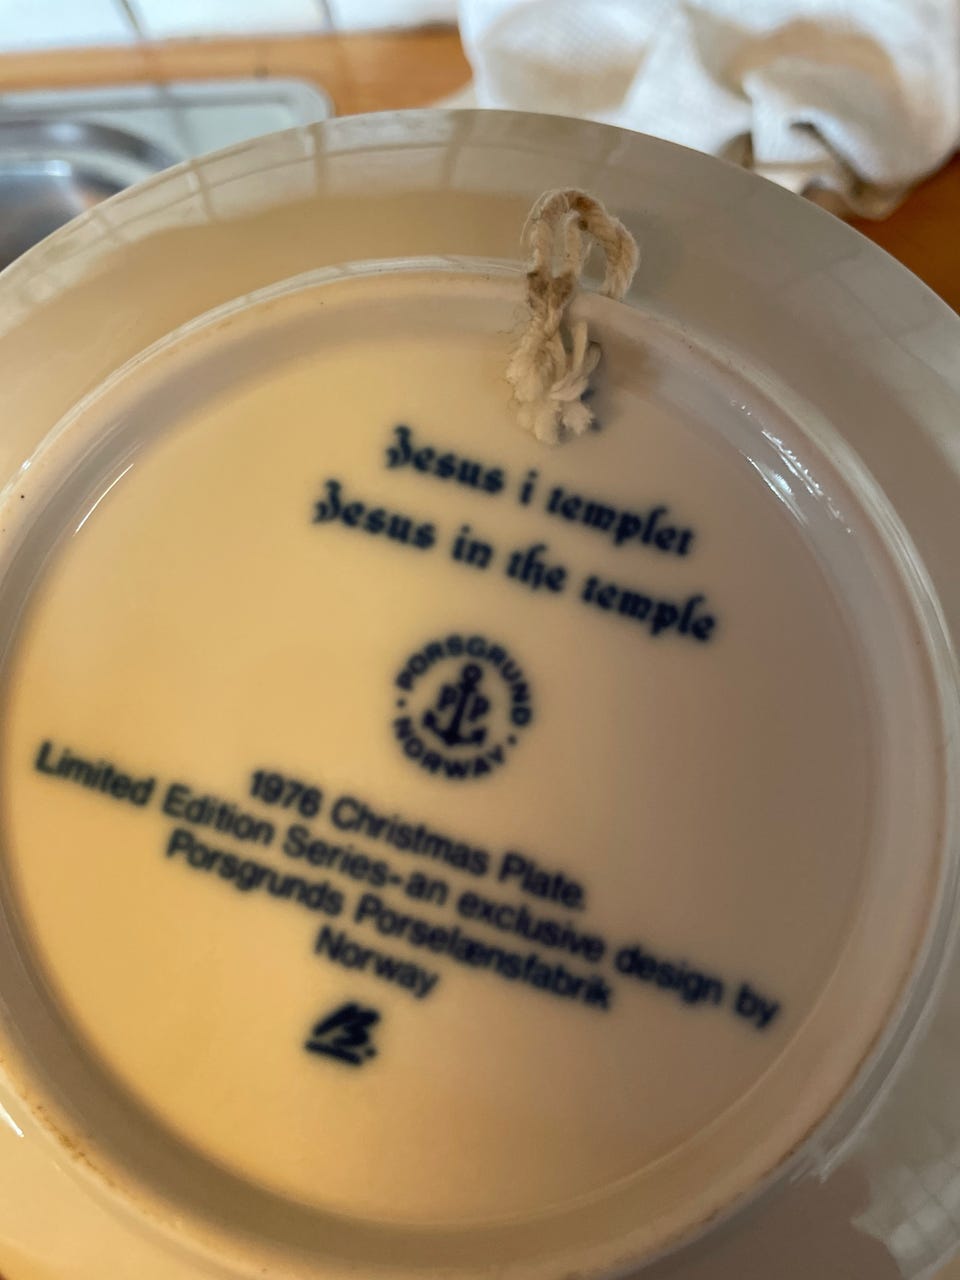 Jesus i templet
Jesus in the temple
PORSGRUND
PP
NORWAY
1976 Christmas Plate
Limited Edition Series-an exclusive design by
Porsgrunds Porselænsfabrik
Norway